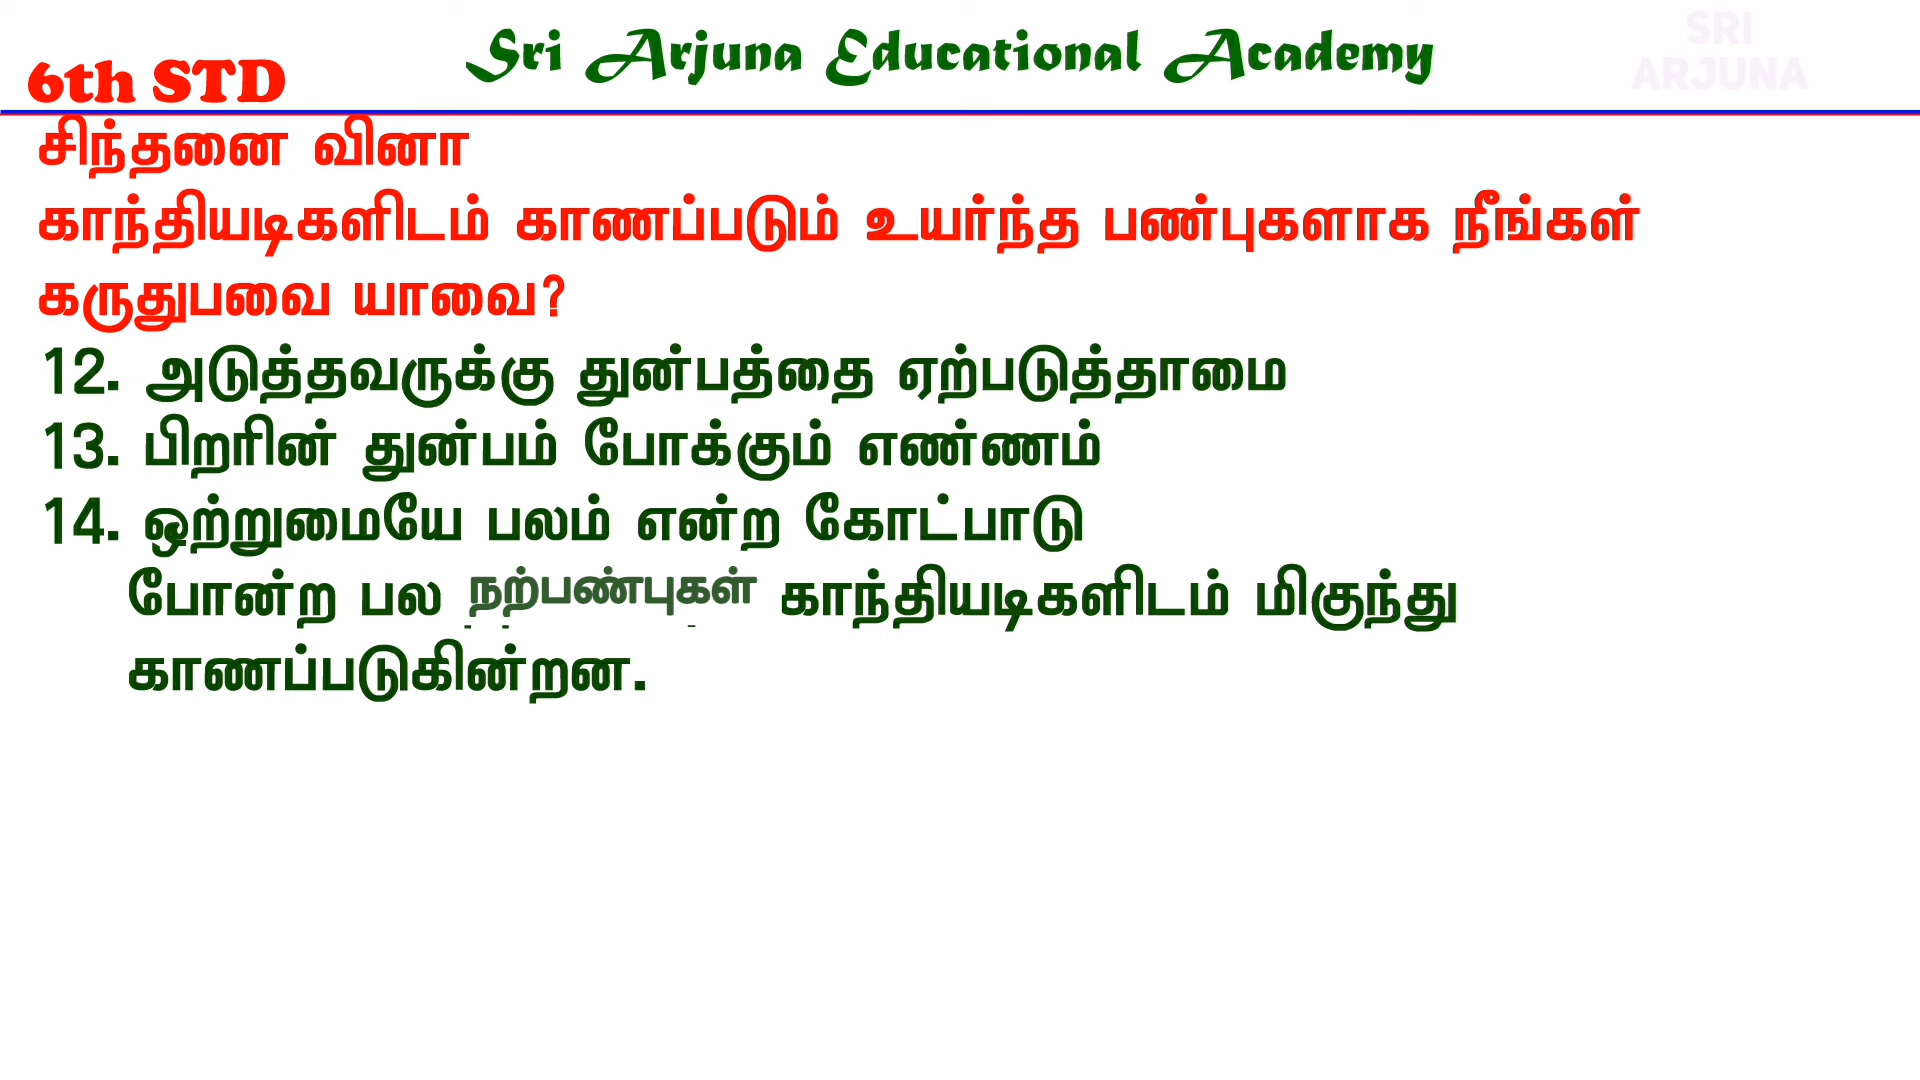 Sri Arjuna Educational Academy
SRI
ARJUNA
6th STD
சிந்தனை வினா
காந்தியடிகளிடம் காணப்படும் உயர்ந்த பண்புகளாக நீங்கள்
கருதுபவை யாவை?
12. அடுத்தவருக்கு துன்பத்தை ஏற்படுத்தாமை
13. பிறரின் துன்பம் போக்கும் எண்ணம்
14. ஒற்றுமையே பலம் என்ற கோட்பாடு
போன்ற பல நற்பண்புகள் காந்தியடிகளிடம் மிகுந்து
காணப்படுகின்றன.